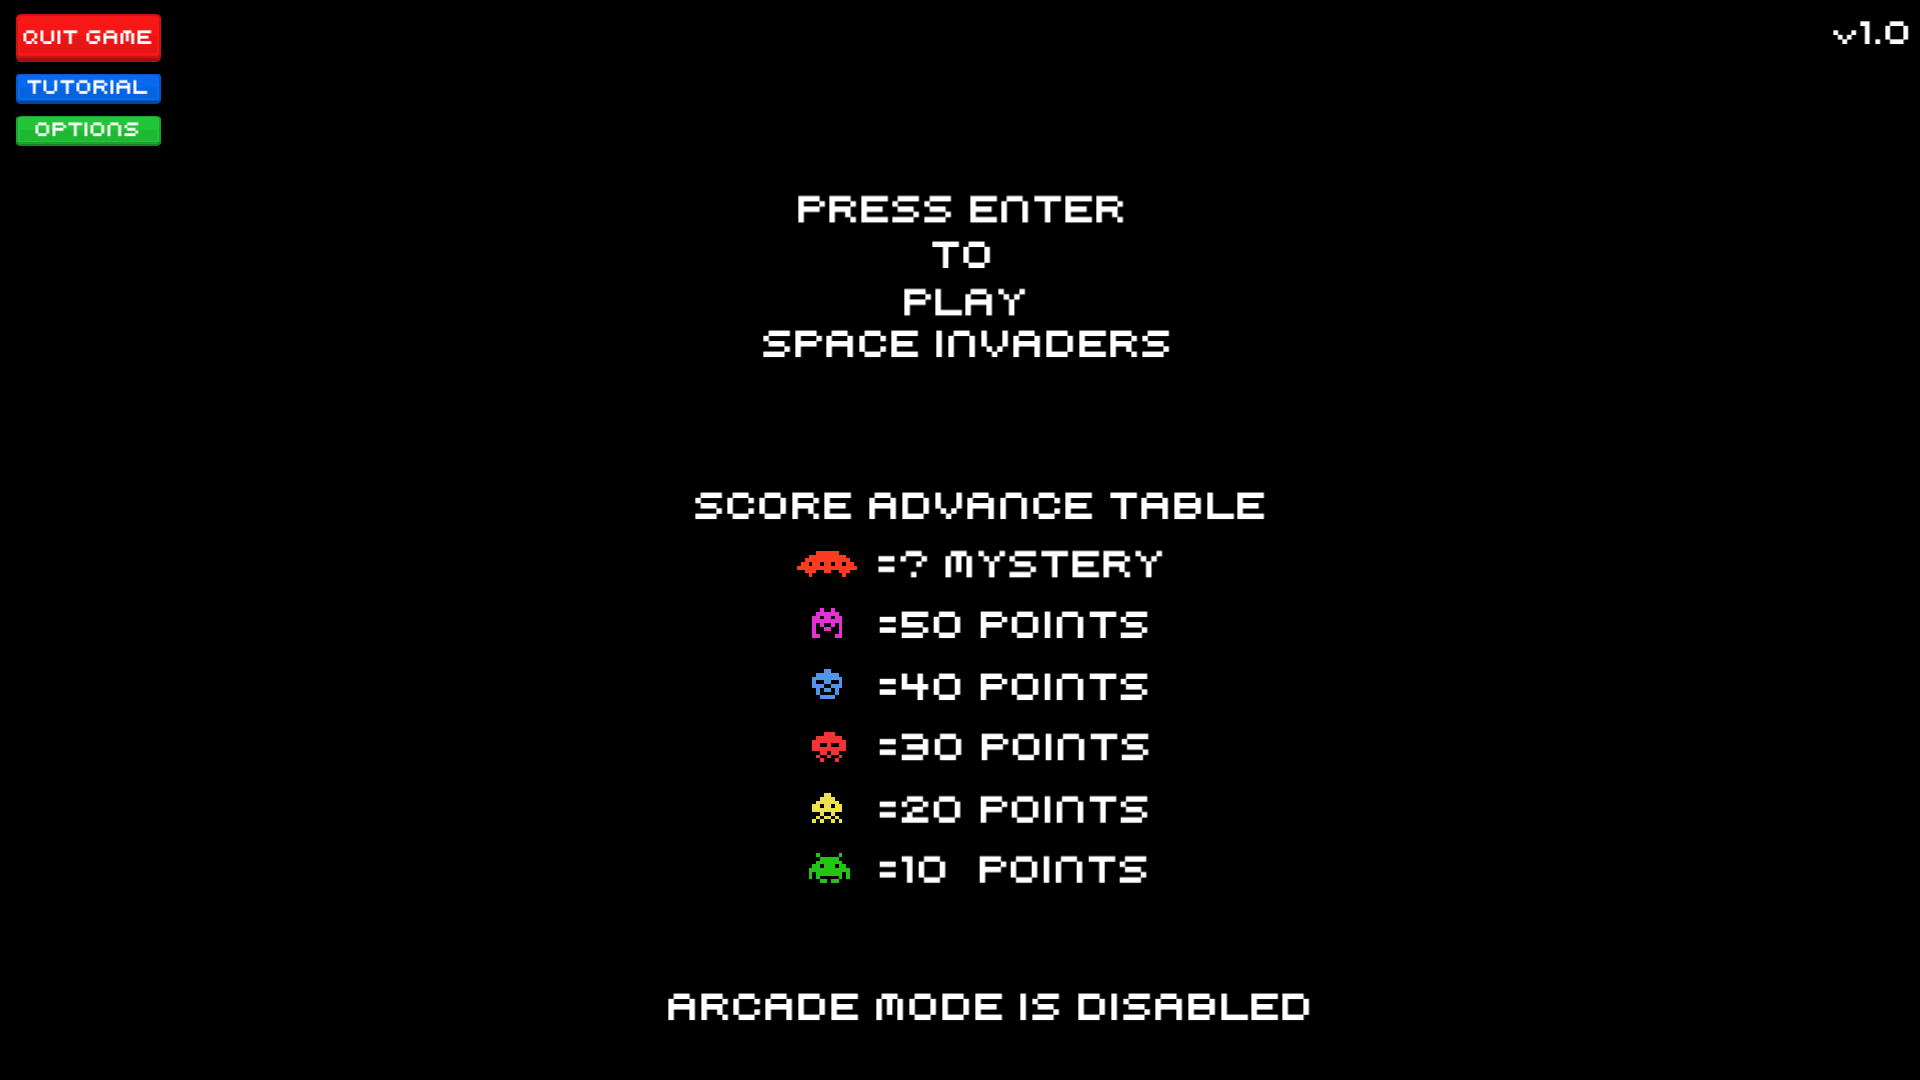 QUIT GAME
v1.0
TUTORIAL
OPTIONS
PRESS ENTER
TO
PLAY
SPACE INVADERS
SCORE ADVANCE TABLE
=? MYSTERY
=50 POINTS
=40 POINTS
=30 POINTS
=20 POINTS
=10 POINTS
ARCADE MODE IS DISABLED